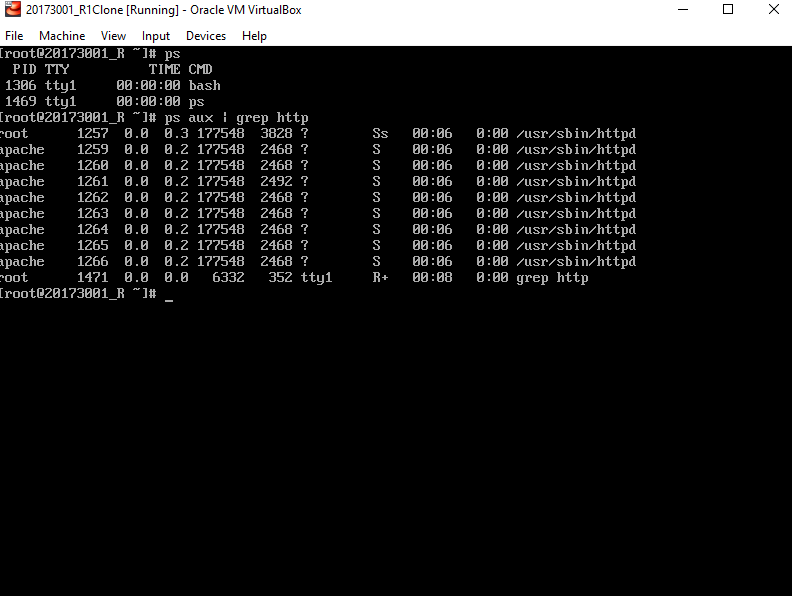 20173001_R1Clone [Running] - Oracle VM VirtualBox
File Machine View Input Devices Help
[root@20173001_R ~]# ps
  PID TTY          TIME CMD
 1306 tty1     00:00:00 bash
 1469 tty1     00:00:00 ps
[root@20173001_R ~]# ps aux | grep http
root      1257  0.0  0.3 177548  3828 ?        Ss   00:06   0:00 /usr/sbin/httpd
apache    1259  0.0  0.2 177548  2468 ?        S    00:06   0:00 /usr/sbin/httpd
apache    1260  0.0  0.2 177548  2468 ?        S    00:06   0:00 /usr/sbin/httpd
apache    1261  0.0  0.2 177548  2492 ?        S    00:06   0:00 /usr/sbin/httpd
apache    1262  0.0  0.2 177548  2468 ?        S    00:06   0:00 /usr/sbin/httpd
apache    1263  0.0  0.2 177548  2468 ?        S    00:06   0:00 /usr/sbin/httpd
apache    1264  0.0  0.2 177548  2468 ?        S    00:06   0:00 /usr/sbin/httpd
apache    1265  0.0  0.2 177548  2468 ?        S    00:06   0:00 /usr/sbin/httpd
apache    1266  0.0  0.2 177548  2468 ?        S    00:06   0:00 /usr/sbin/httpd
root      1471  0.0  0.0   6332   352 tty1     R+   00:08   0:00 grep http
[root@20173001_R ~]# _